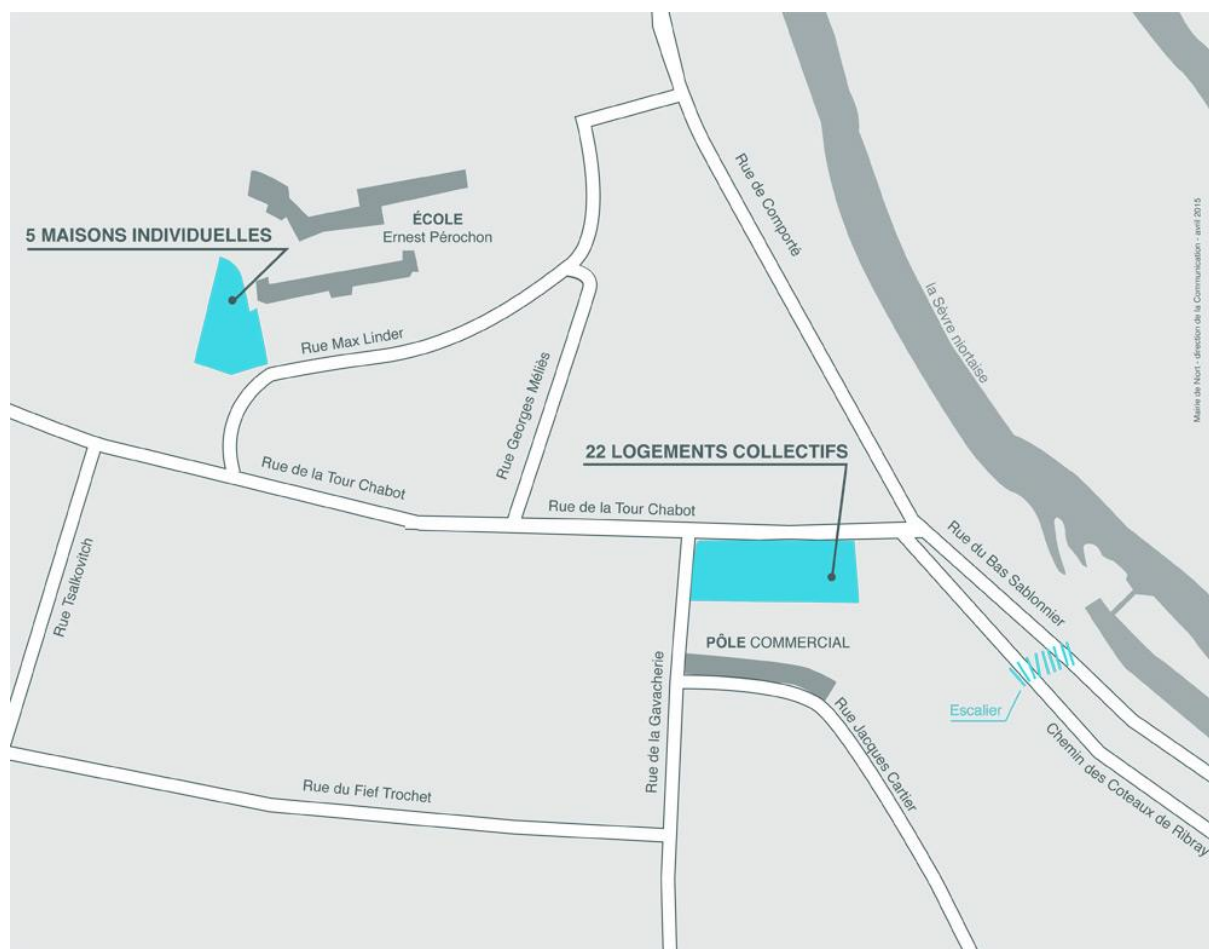 Rue de Comporté
la Sèvre niortaise
Mairie de Niort - direction de la Communication - avril 2015
ÉCOLE
Ernest Pérochon
5 MAISONS INDIVIDUELLES
Rue Max Linder
Rue Georges Méliès
22 LOGEMENTS COLLECTIFS
Rue de la Tour Chabot
Rue de la Tour Chabot
Rue Tsalkovitch
Rue du Bas Sablonnier
PÔLE COMMERCIAL
Rue de la Gavacherie
Escalier
Rue Jacques Cartier
Chemin des Coteaux de Ribray
Rue du Fief Trochet